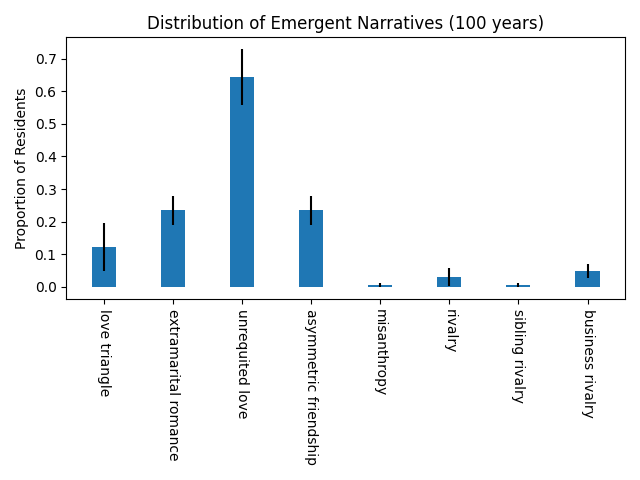 Distribution of Emergent Narratives (100 years)
Proportion of Residents
0.7
0.6
0.5
0.4
0.3
0.2
0.1
0.0
love triangle
extramarital romance
unrequited love
asymmetric friendship
misanthropy
rivalry
sibling rivalry
business rivalry